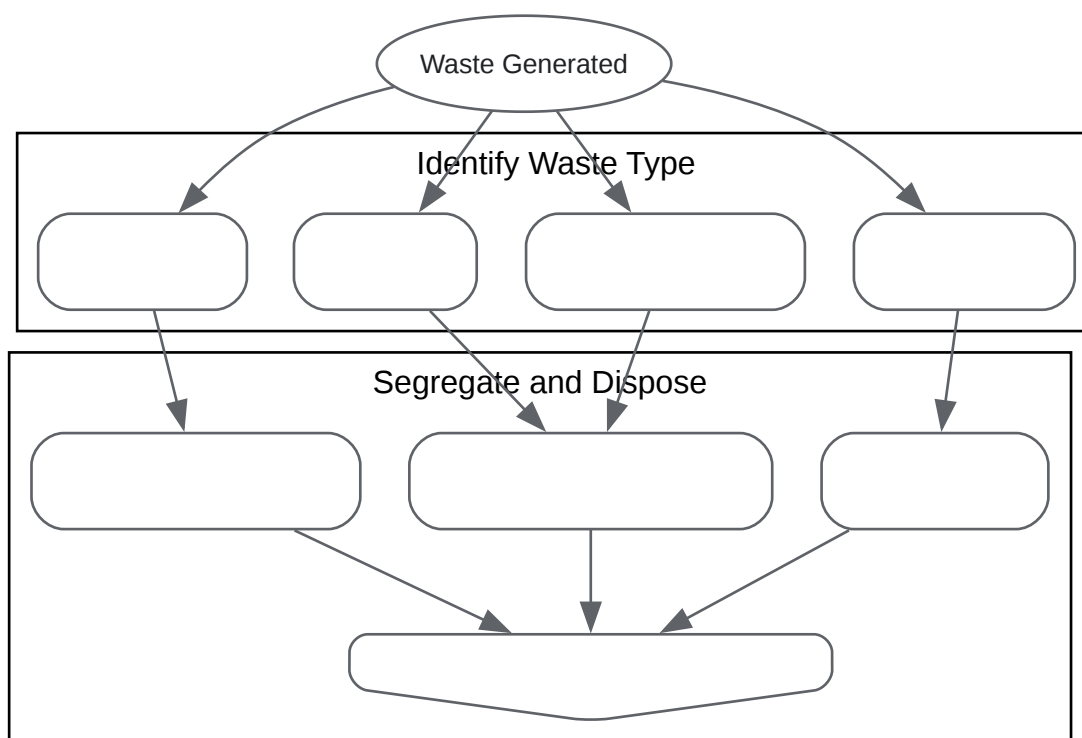 Waste Generated
Identify Waste Type
Segregate and Dispose